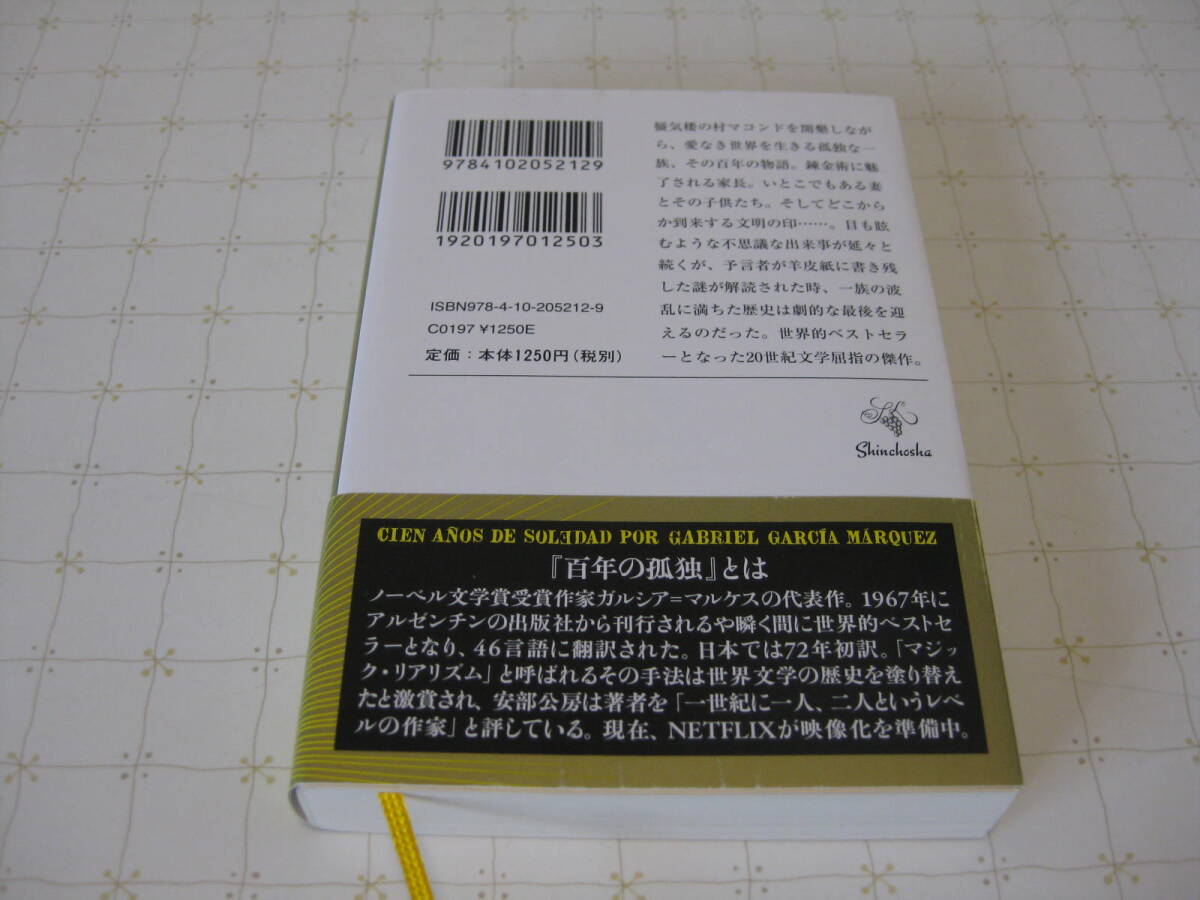 9784102052129
1920197012503
ISBN978-4-10-205212-9
C0197 ¥1250E
定価：本体1250円（税別）
蜃気楼の村マコンドを開墾しなが
ら、愛なき世界を生きる孤独な一
族、その百年の物語。錬金術に魅
了される家長。いとこでもある妻
とその子供たち。そしてどこから
か到来する文明の印……。目も眩
むような不思議な出来事が延々と
続くが、予言者が羊皮紙に書き残
した謎が解読された時、一族の波
乱に満ちた歴史は劇的な最後を迎
えるのだった。世界的ベストセラ
ーとなった20世紀文学屈指の傑作。
Shinchosha
CIEN AÑOS DE SOLƎDAD POR GABRIEL GARCÍA MÁRQUEZ
『百年の孤独』とは
ノーベル文学賞受賞作家ガルシア=マルケスの代表作。1967年に
アルゼンチンの出版社から刊行されるや瞬く間に世界的ベストセ
ラーとなり、46言語に翻訳された。日本では72年初訳。「マジッ
ク・リアリズム」と呼ばれるその手法は世界文学の歴史を塗り替え
たと激賞され、安部公房は著者を「一世紀に一人、二人というレベ
ルの作家」と評している。現在、NETFLIXが映像化を準備中。